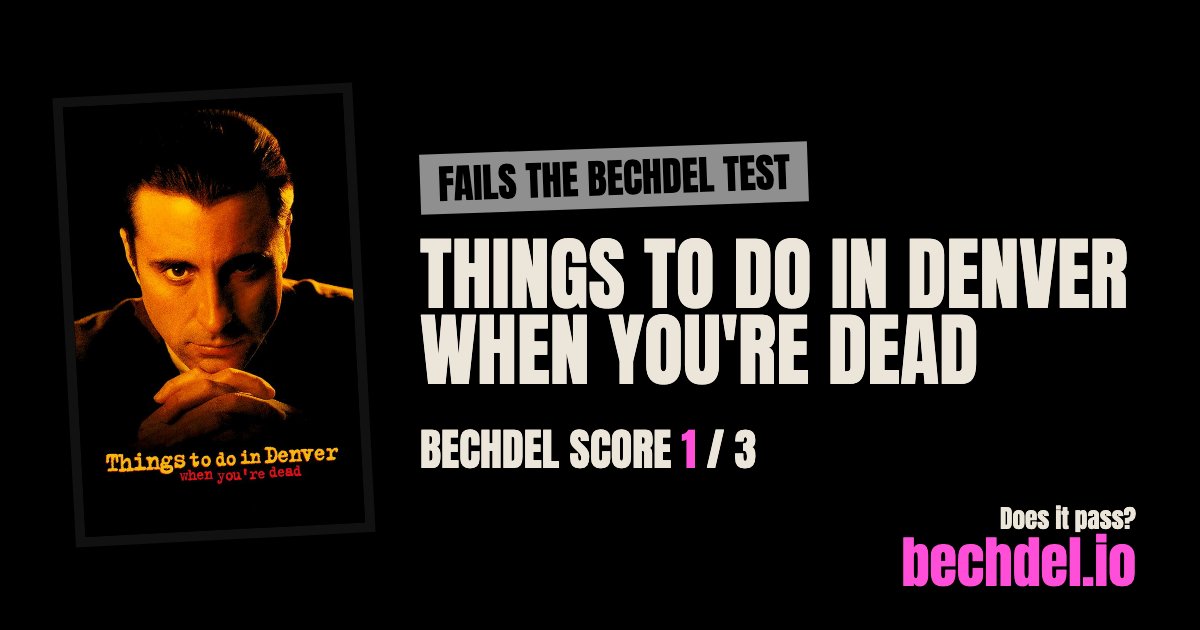 FAILS THE BECHDEL TEST
THINGS TO DO IN DENVER
WHEN YOU'RE DEAD
BECHDEL SCORE 1 / 3
Things to do in Denver
when you're dead
Does it pass?
bechdel.io